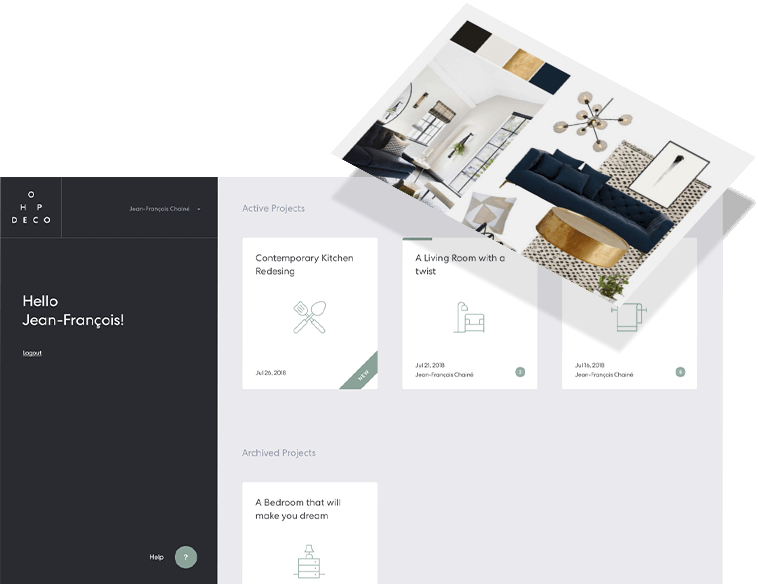 O
H P
DECO
Jean-François Chainé
Hello
Jean-François!
Logout
Help
?
Active Projects
Contemporary Kitchen
Redesing
Jul 26, 2018
NEW
A Living Room with a
twist
Jul 21, 2018
Jean-François Chainé
Jul 16, 2018
Jean-François Chainé
Archived Projects
A Bedroom that will
make you dream